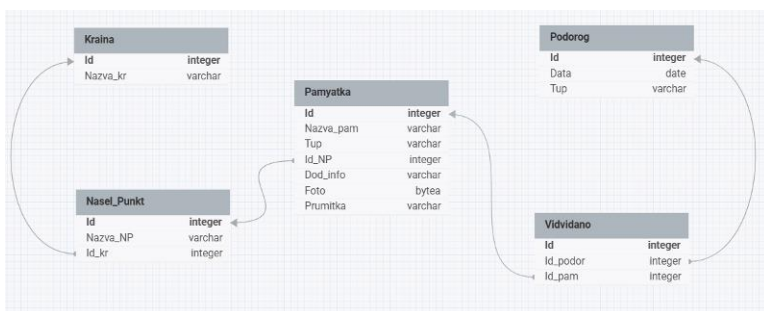 Kraina
Id integer
Nazva_kr varchar
Podorog
Id integer
Data date
Tup varchar
Pamyatka
Id integer
Nazva_pam varchar
Tup varchar
Id_NP integer
Dod_info varchar
Foto bytea
Prumitka varchar
Nasel_Punkt
Id integer
Nazva_NP varchar
Id_kr integer
Vidvidano
Id integer
Id_podor integer
Id_pam integer